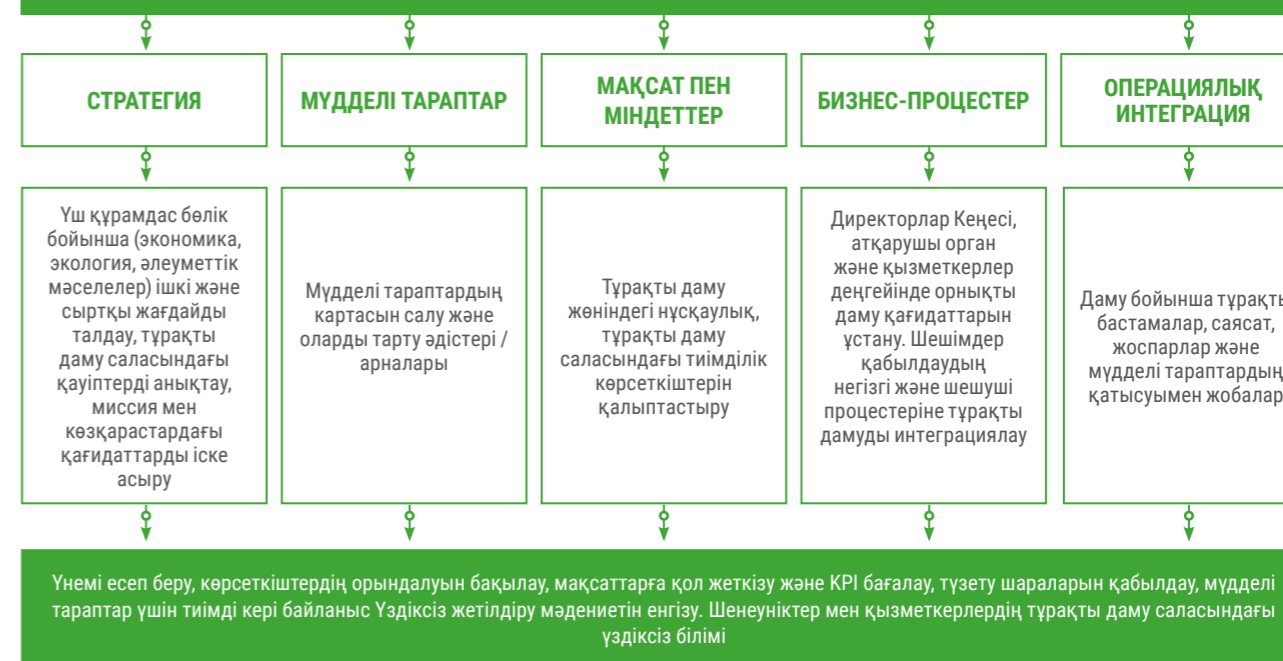 СТРАТЕГИЯ
МҮДДЕЛІ ТАРАПТАР
МАҚСАТ ПЕН
МІНДЕТТЕР
БИЗНЕС-ПРОЦЕСТЕР
ОПЕРАЦИЯЛЫҚ
ИНТЕГРАЦИЯ
Үш құрамдас бөлік
бойынша (экономика,
экология, әлеуметтік
мәселелер) ішкі және
сыртқы жағдайды
талдау, тұрақты
даму саласындағы
қауіптерді анықтау,
миссия мен
көзқарастардағы
қағидаттарды іске
асыру
Мүдделі тараптардың
картасын салу және
оларды тарту әдістері /
арналары
Тұрақты даму
жөніндегі нұсқаулық,
тұрақты даму
саласындағы тиімділік
көрсеткіштерін
қалыптастыру
Директорлар Кеңесі,
атқарушы орган
және қызметкерлер
деңгейінде орнықты
даму қағидаттарын
ұстану. Шешімдер
қабылдаудың
негізгі және шешуші
процестеріне тұрақты
дамуды интеграциялау
Даму бойынша тұрақты
бастамалар, саясат,
жоспарлар және
мүдделі тараптардың
қатысуымен жобалар
Үнемі есеп беру, көрсеткіштердің орындалуын бақылау, мақсаттарға қол жеткізу және KPI бағалау, түзету шараларын қабылдау, мүдделі
тараптар үшін тиімді кері байланыс Үздіксіз жетілдіру мәдениетін енгізу. Шенеуніктер мен қызметкерлердің тұрақты даму саласындағы
үздіксіз білімі